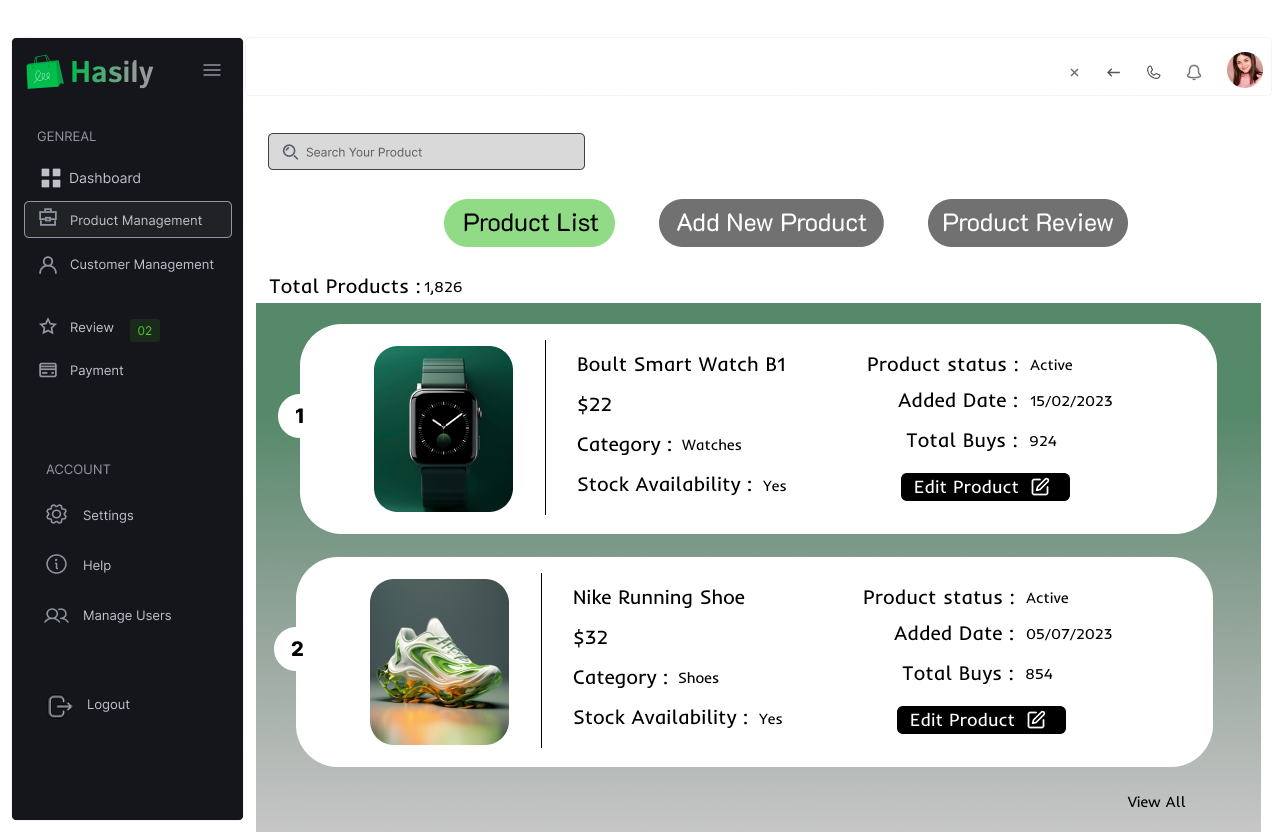 Hasily
GENREAL
Dashboard
Product Management
Customer Management
Review 02
Payment
ACCOUNT
Settings
Help
Manage Users
Logout
Search Your Product
Product List Add New Product Product Review
Total Products : 1,826
1
Boult Smart Watch B1
$22
Category : Watches
Stock Availability : Yes
Product status : Active
Added Date : 15/02/2023
Total Buys : 924
Edit Product
2
Nike Running Shoe
$32
Category : Shoes
Stock Availability : Yes
Product status : Active
Added Date : 05/07/2023
Total Buys : 854
Edit Product
View All